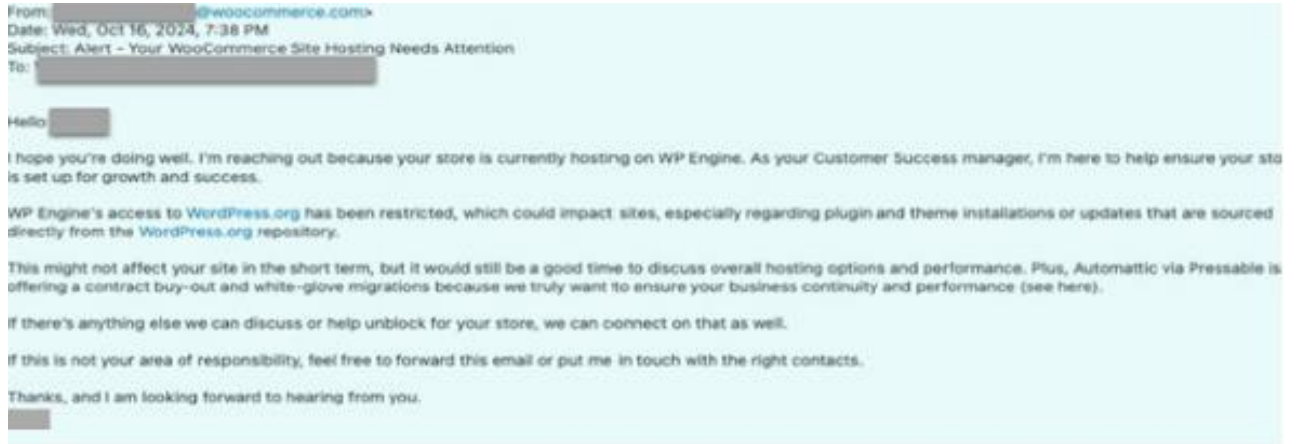 From: @woocommerce.com>
Date: Wed, Oct 16, 2024, 7:38 PM
Subject: Alert – Your WooCommerce Site Hosting Needs Attention
To:
Hello
I hope you're doing well. I'm reaching out because your store is currently hosting on WP Engine. As your Customer Success manager, I'm here to help ensure your sto
is set up for growth and success.
WP Engine's access to WordPress.org has been restricted, which could impact sites, especially regarding plugin and theme installations or updates that are sourced
directly from the WordPress.org repository.
This might not affect your site in the short term, but it would still be a good time to discuss overall hosting options and performance. Plus, Automattic via Pressable is
offering a contract buy-out and white-glove migrations because we truly want to ensure your business continuity and performance (see here).
If there's anything else we can discuss or help unblock for your store, we can connect on that as well.
If this is not your area of responsibility, feel free to forward this email or put me in touch with the right contacts.
Thanks, and I am looking forward to hearing from you.